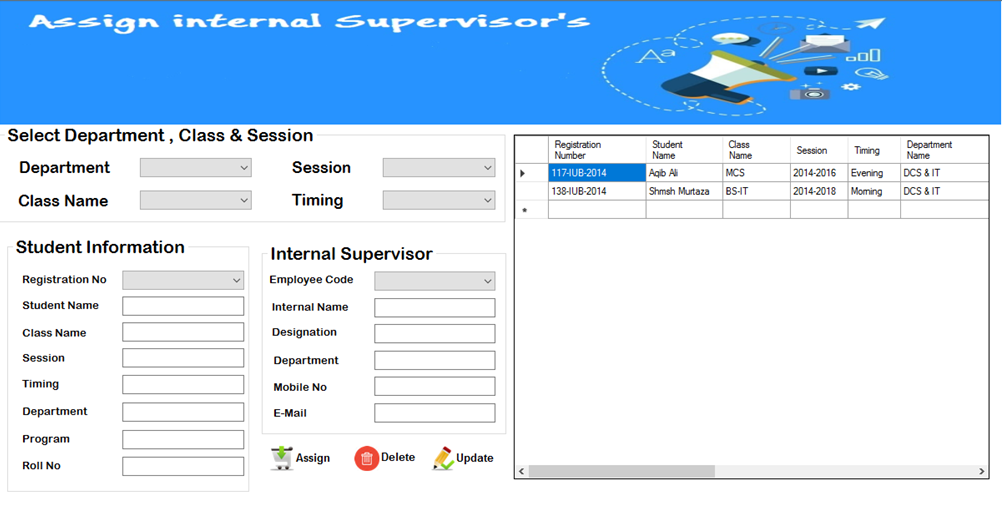 Assign internal Supervisor's
Aa
Select Department , Class & Session
Department
Session
Class Name
Timing
Student Information
Registration No
Student Name
Class Name
Session
Timing
Department
Program
Roll No
Internal Supervisor
Employee Code
Internal Name
Designation
Department
Mobile No
E-Mail
Assign
Delete
Update
Registration Number Student Name Class Name Session Timing Department Name
117-IUB-2014 Aqib Ali MCS 2014-2016 Evening DCS & IT
138-IUB-2014 Shmsh Murtaza BS-IT 2014-2018 Morning DCS & IT